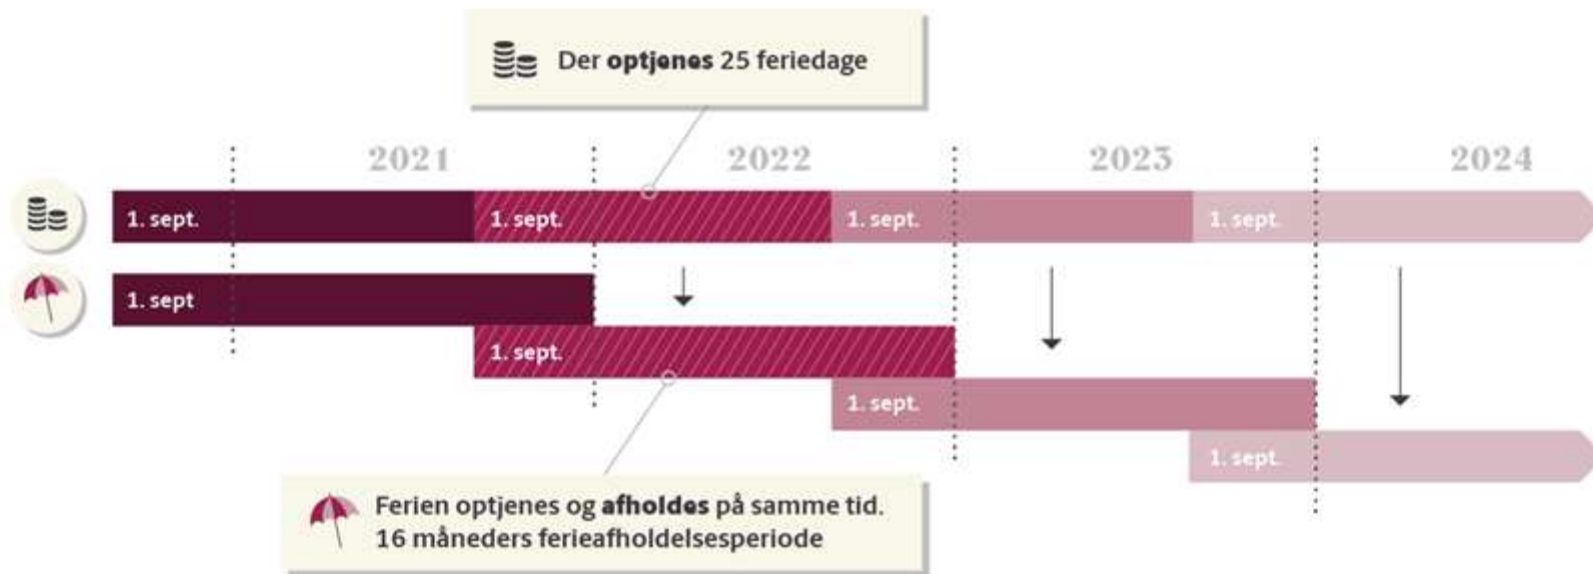 Der optjenes 25 feriedage
2021 2022 2023 2024
1. sept. 1. sept. 1. sept. 1. sept.
1. sept
1. sept.
1. sept.
1. sept.
Ferien optjenes og afholdes på samme tid.
16 måneders ferieafholdelsesperiode